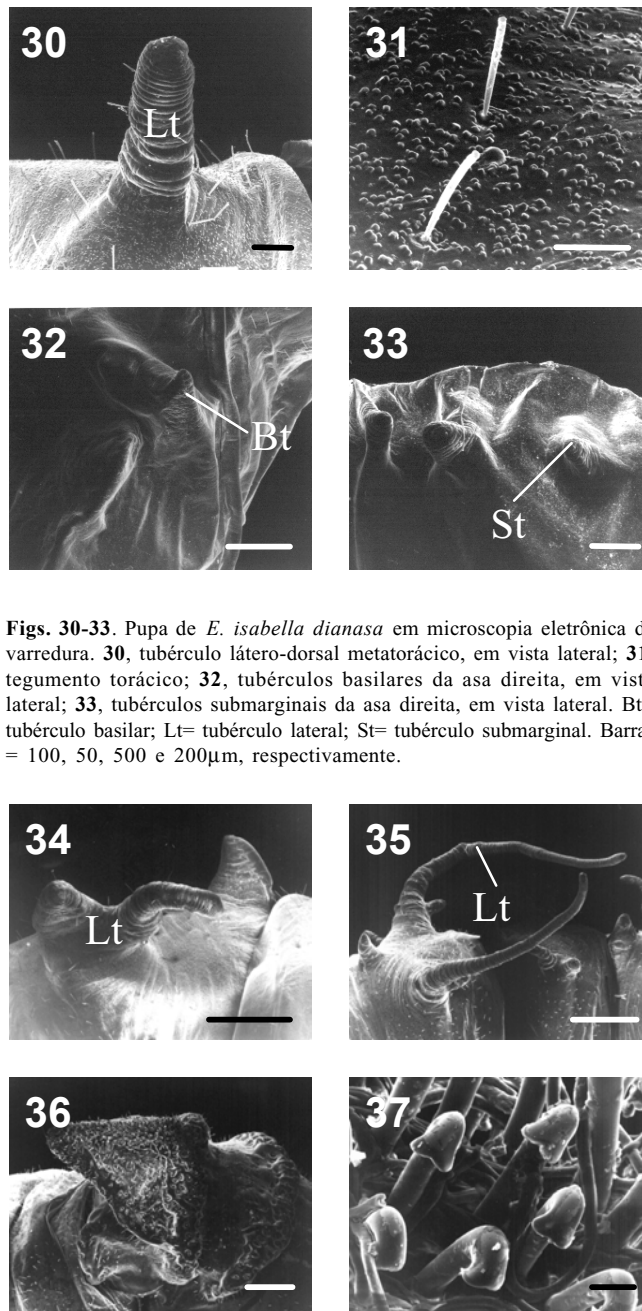 30 31
Lt
32 33
Bt
St
Figs. 30-33. Pupa de E. isabella dianasa em microscopia eletrônica d
varredura. 30, tubérculo látero-dorsal metatorácico, em vista lateral; 31
tegumento torácico; 32, tubérculos basilares da asa direita, em vist
lateral; 33, tubérculos submarginais da asa direita, em vista lateral. Bt
tubérculo basilar; Lt= tubérculo lateral; St= tubérculo submarginal. Barra
= 100, 50, 500 e 200µm, respectivamente.
34 35
Lt Lt
36 37